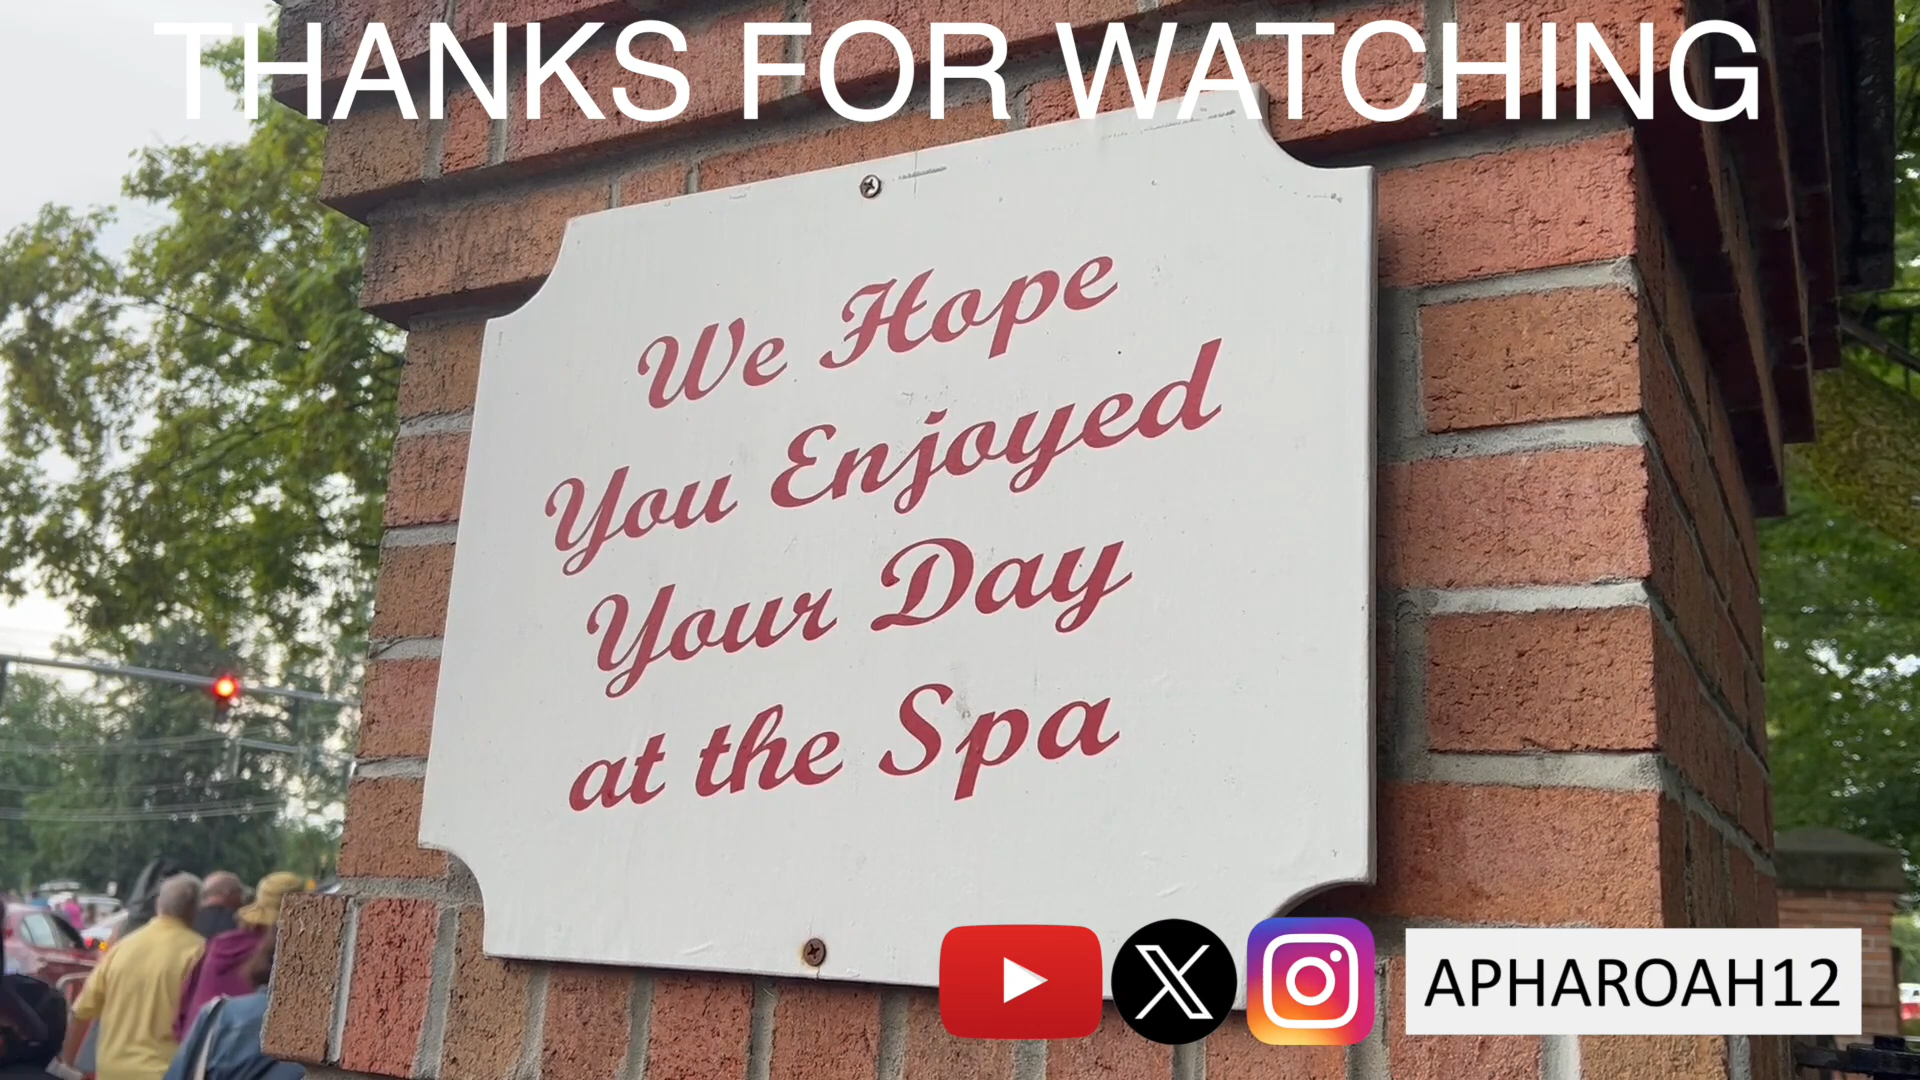 THANKS FOR WATCHING
We Hope
You Enjoyed
Your Day
at the Spa
APHAROAH12